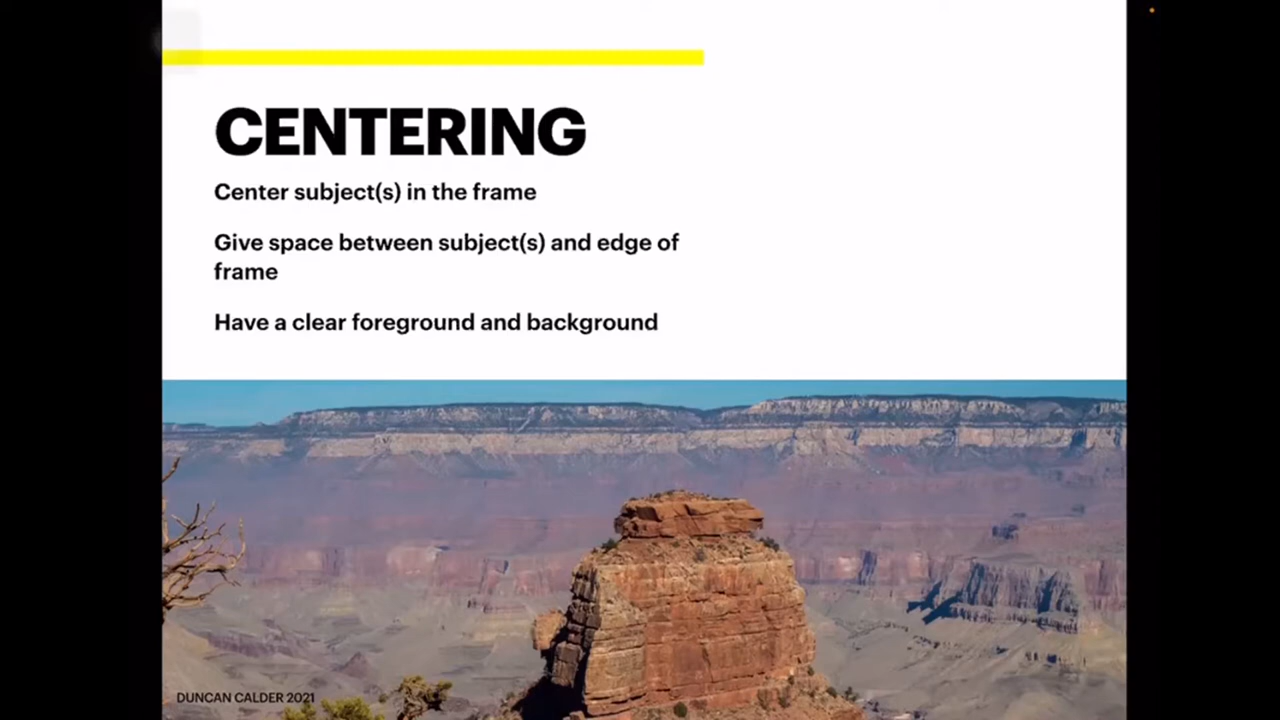 CENTERING
Center subject(s) in the frame
Give space between subject(s) and edge of
frame
Have a clear foreground and background
DUNCAN CALDER 2021